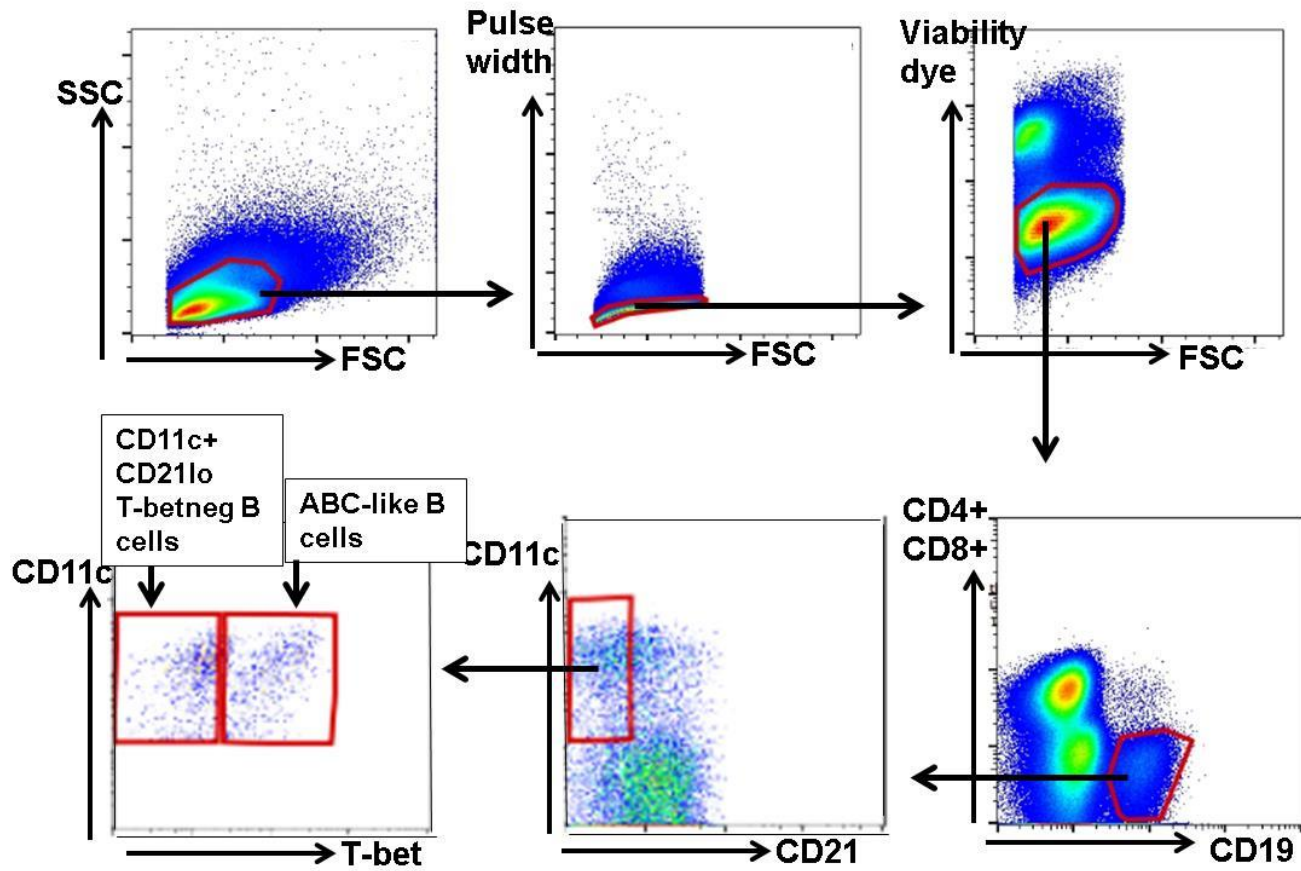 SSC
FSC
Pulse
width
FSC
Viability
dye
FSC
CD11c+
CD21lo
T-betneg B
cells
ABC-like B
cells
CD11c
T-bet
CD11c
CD21
CD4+
CD8+
CD19